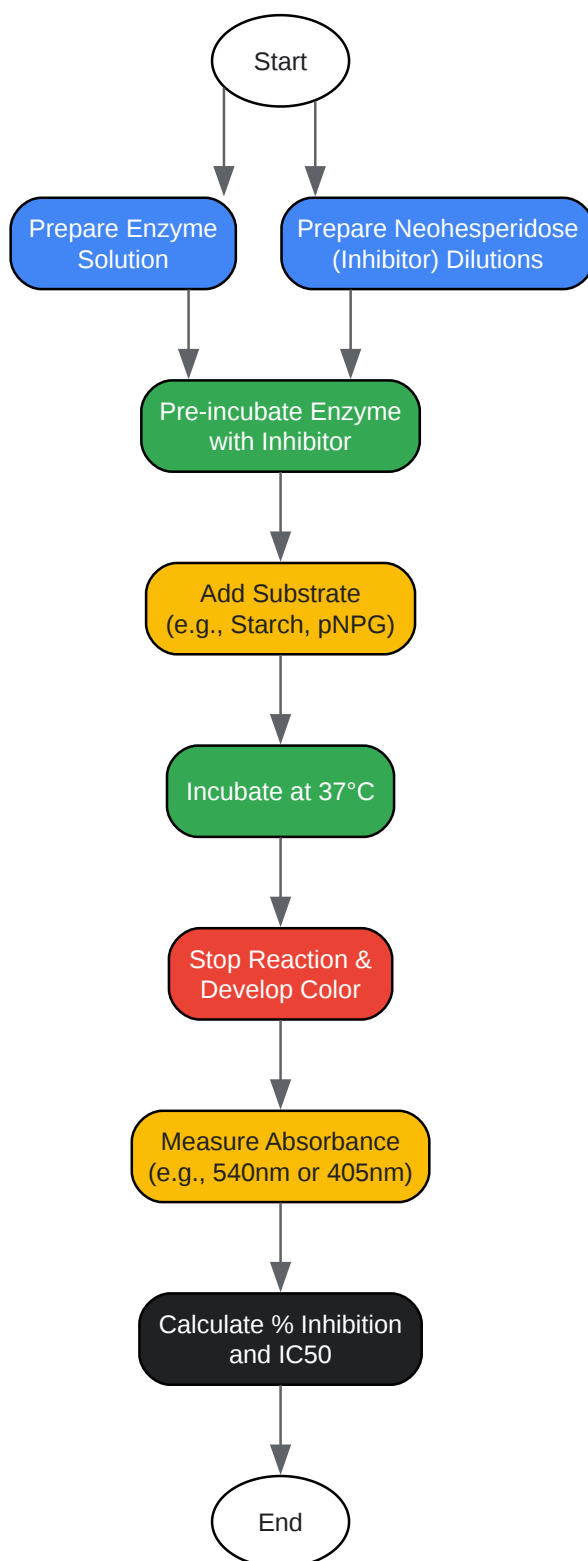 Start
Prepare Enzyme
Solution
Prepare Neohesperidose
(Inhibitor) Dilutions
Pre-incubate Enzyme
with Inhibitor
Add Substrate
(e.g., Starch, pNPG)
Incubate at 37°C
Stop Reaction &
Develop Color
Measure Absorbance
(e.g., 540nm or 405nm)
Calculate % Inhibition
and IC50
End